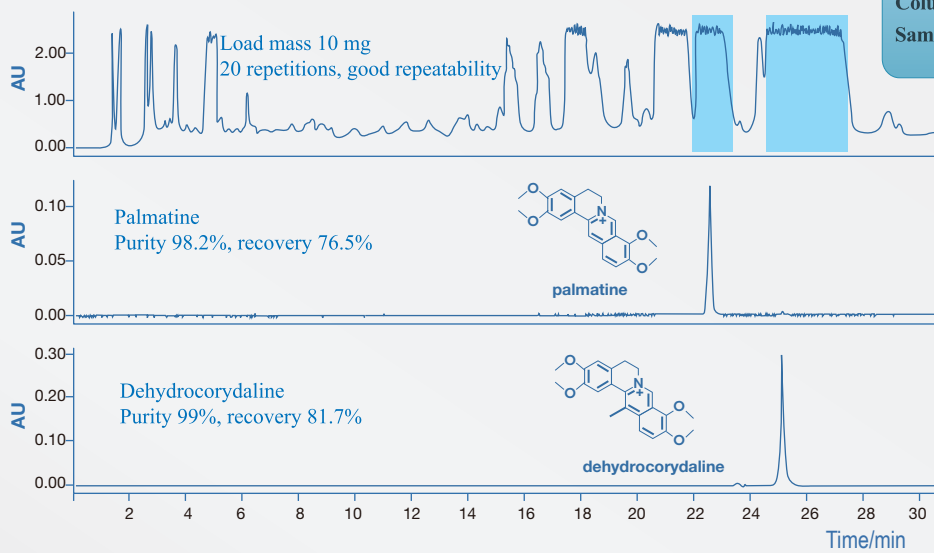 Colu
Sam
AU
2.00
1.00
0.00
Load mass 10 mg
20 repetitions, good repeatability
AU
0.10
0.05
0.00
Palmatine
Purity 98.2%, recovery 76.5%
O
O
N
+
O
O
palmatine
AU
0.30
0.20
0.10
0.00
Dehydrocorydaline
Purity 99%, recovery 81.7%
O
O
N
+
O
O
dehydrocorydaline
2 4 6 8 10 12 14 16 18 20 22 24 26 28 30
Time/min